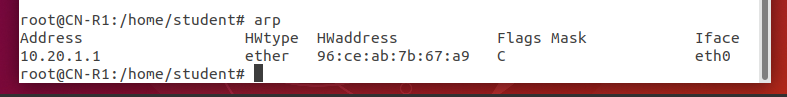 root@CN-R1:/home/student# arp
Address HWtype HWaddress Flags Mask Iface
10.20.1.1 ether 96:ce:ab:7b:67:a9 C eth0
root@CN-R1:/home/student#